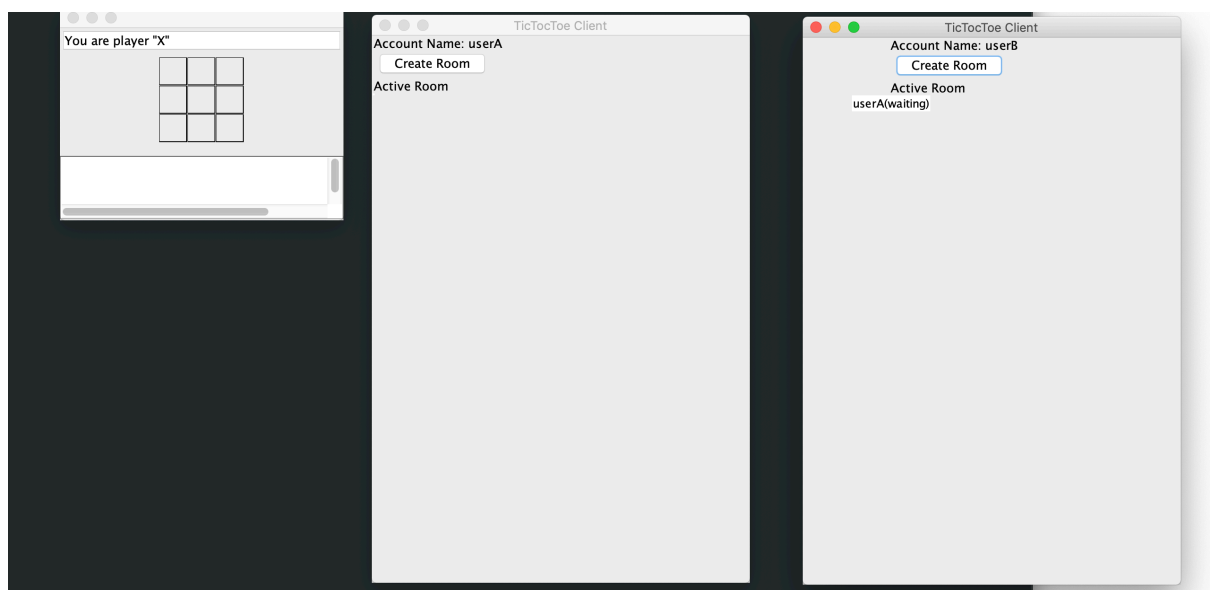 You are player "X"
TicTocToe Client
Account Name: userA
Create Room
Active Room
TicTocToe Client
Account Name: userB
Create Room
Active Room
userA(waiting)